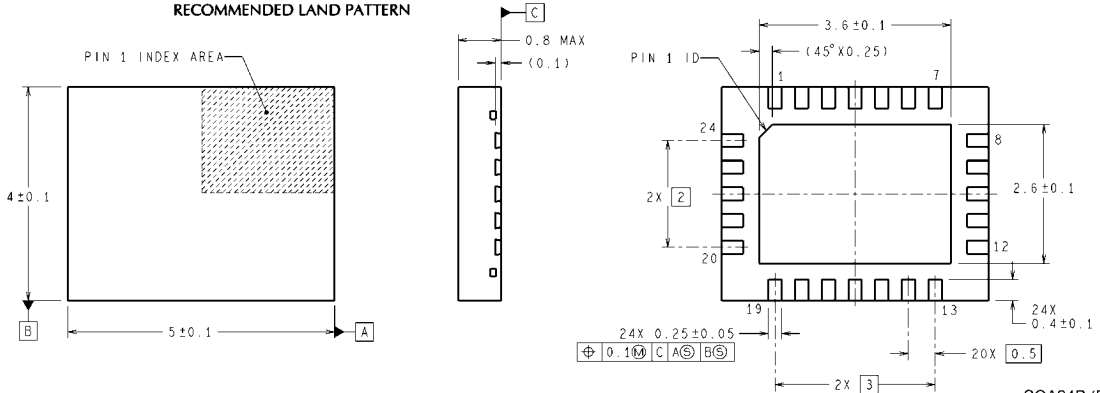 RECOMMENDED LAND PATTERN
PIN 1 INDEX AREA
4±0.1
B
5±0.1
A
C
0.8 MAX
(0.1)
3.6±0.1
(45°X0.25)
PIN 1 ID
1
7
24
8
2X 2
2.6±0.1
20
12
19
13
24X
0.4±0.1
24X 0.25±0.05
⌖ 0.1Ⓜ C AⓈ BⓈ
20X 0.5
2X 3